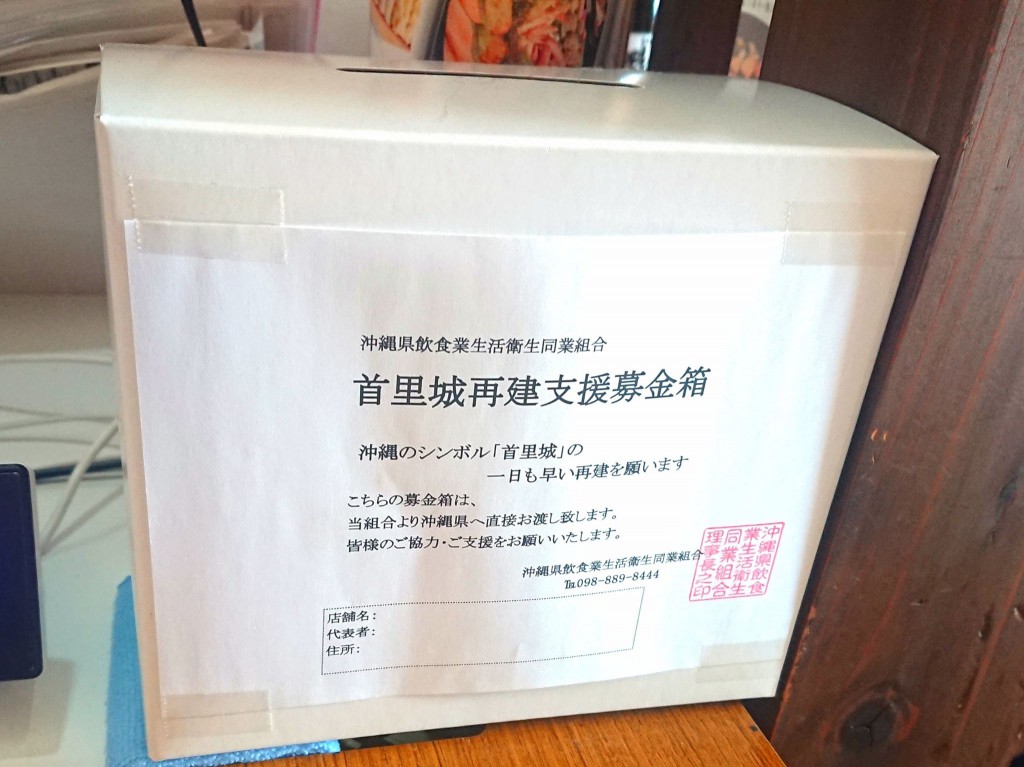 沖縄県飲食業生活衛生同業組合
首里城再建支援募金箱
沖縄のシンボル「首里城」の
一日も早い再建を願います
こちらの募金箱は、
当組合より沖縄県へ直接お渡し致します。
皆様のご協力・ご支援をお願いいたします。
沖縄県飲食業生活衛生同業組合
℡098-889-8444
沖縄県飲食
業生活衛生
同業組合
理事長之印
店舗名:
代表者:
住所: